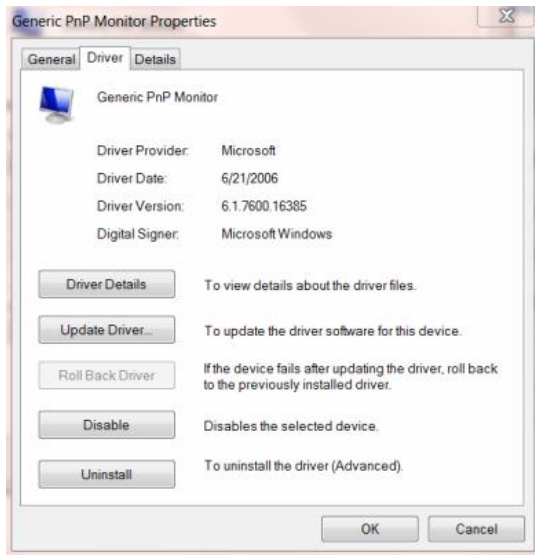 Generic PnP Monitor Properties
General Driver Details
Generic PnP Monitor
Driver Provider: Microsoft
Driver Date: 6/21/2006
Driver Version: 6.1.7600.16385
Digital Signer: Microsoft Windows
Driver Details To view details about the driver files.
Update Driver... To update the driver software for this device.
Roll Back Driver If the device fails after updating the driver, roll back
to the previously installed driver.
Disable Disables the selected device.
Uninstall To uninstall the driver (Advanced).
OK Cancel